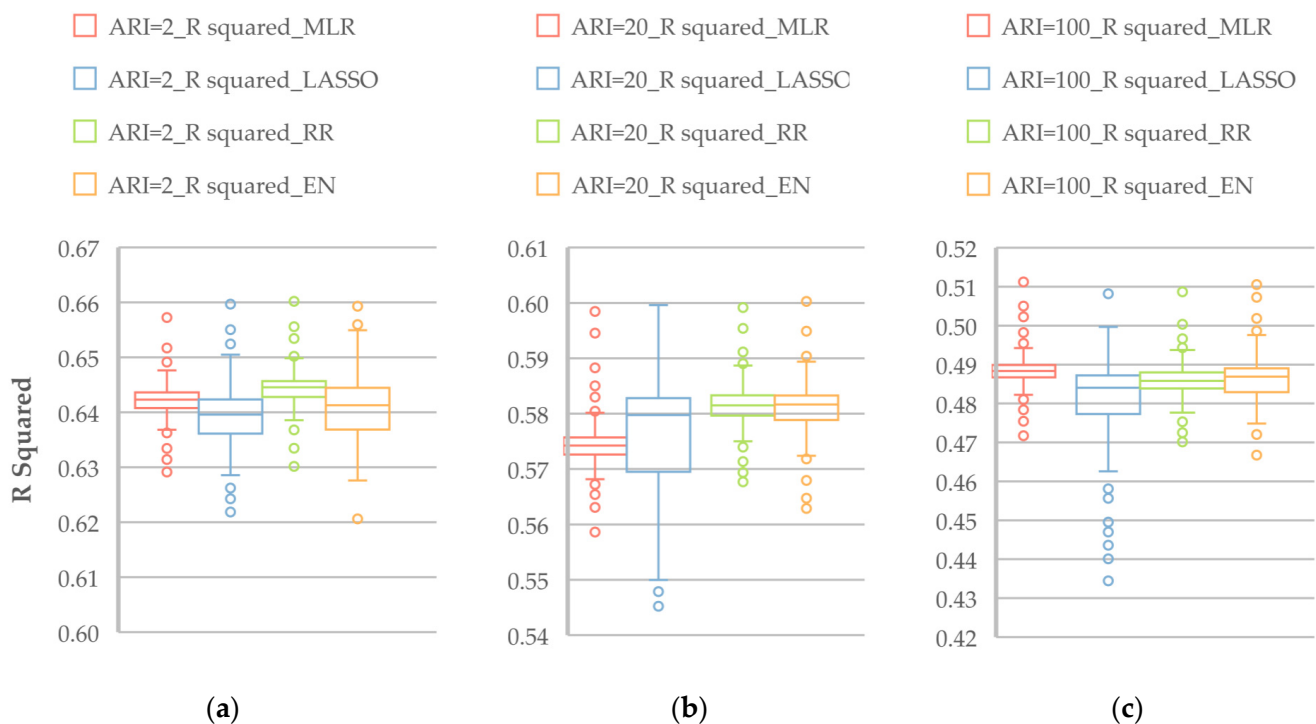 ARI=2_R squared_MLR
ARI=2_R squared_LASSO
ARI=2_R squared_RR
ARI=2_R squared_EN
ARI=20_R squared_MLR
ARI=20_R squared_LASSO
ARI=20_R squared_RR
ARI=20_R squared_EN
ARI=100_R squared_MLR
ARI=100_R squared_LASSO
ARI=100_R squared_RR
ARI=100_R squared_EN
R Squared
0.67
0.66
0.65
0.64
0.63
0.62
0.61
0.60
(a)
0.61
0.60
0.59
0.58
0.57
0.56
0.55
0.54
(b)
0.52
0.51
0.50
0.49
0.48
0.47
0.46
0.45
0.44
0.43
0.42
(c)